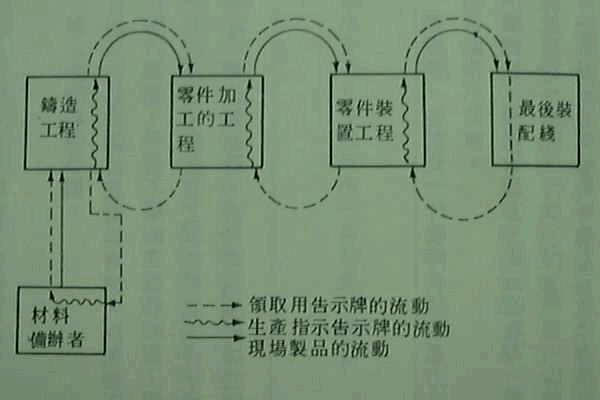 鑄造
工程
零件加
工的工
程
零件裝
置工程
最後裝
配綫
材料
備辦者
領取用告示牌的流動
生產指示告示牌的流動
現場製品的流動